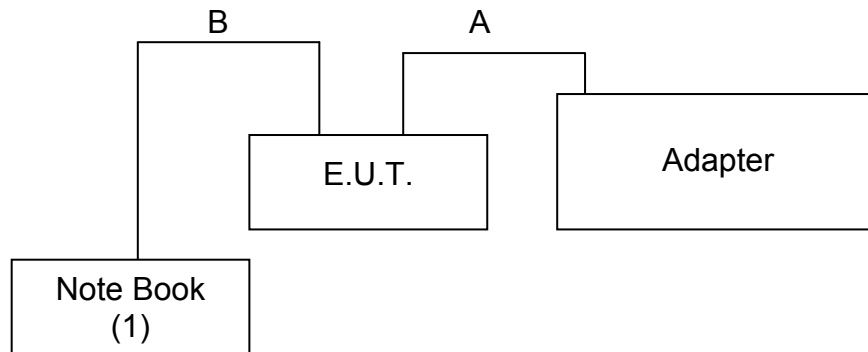 B
A
E.U.T.
Adapter
Note Book
(1)